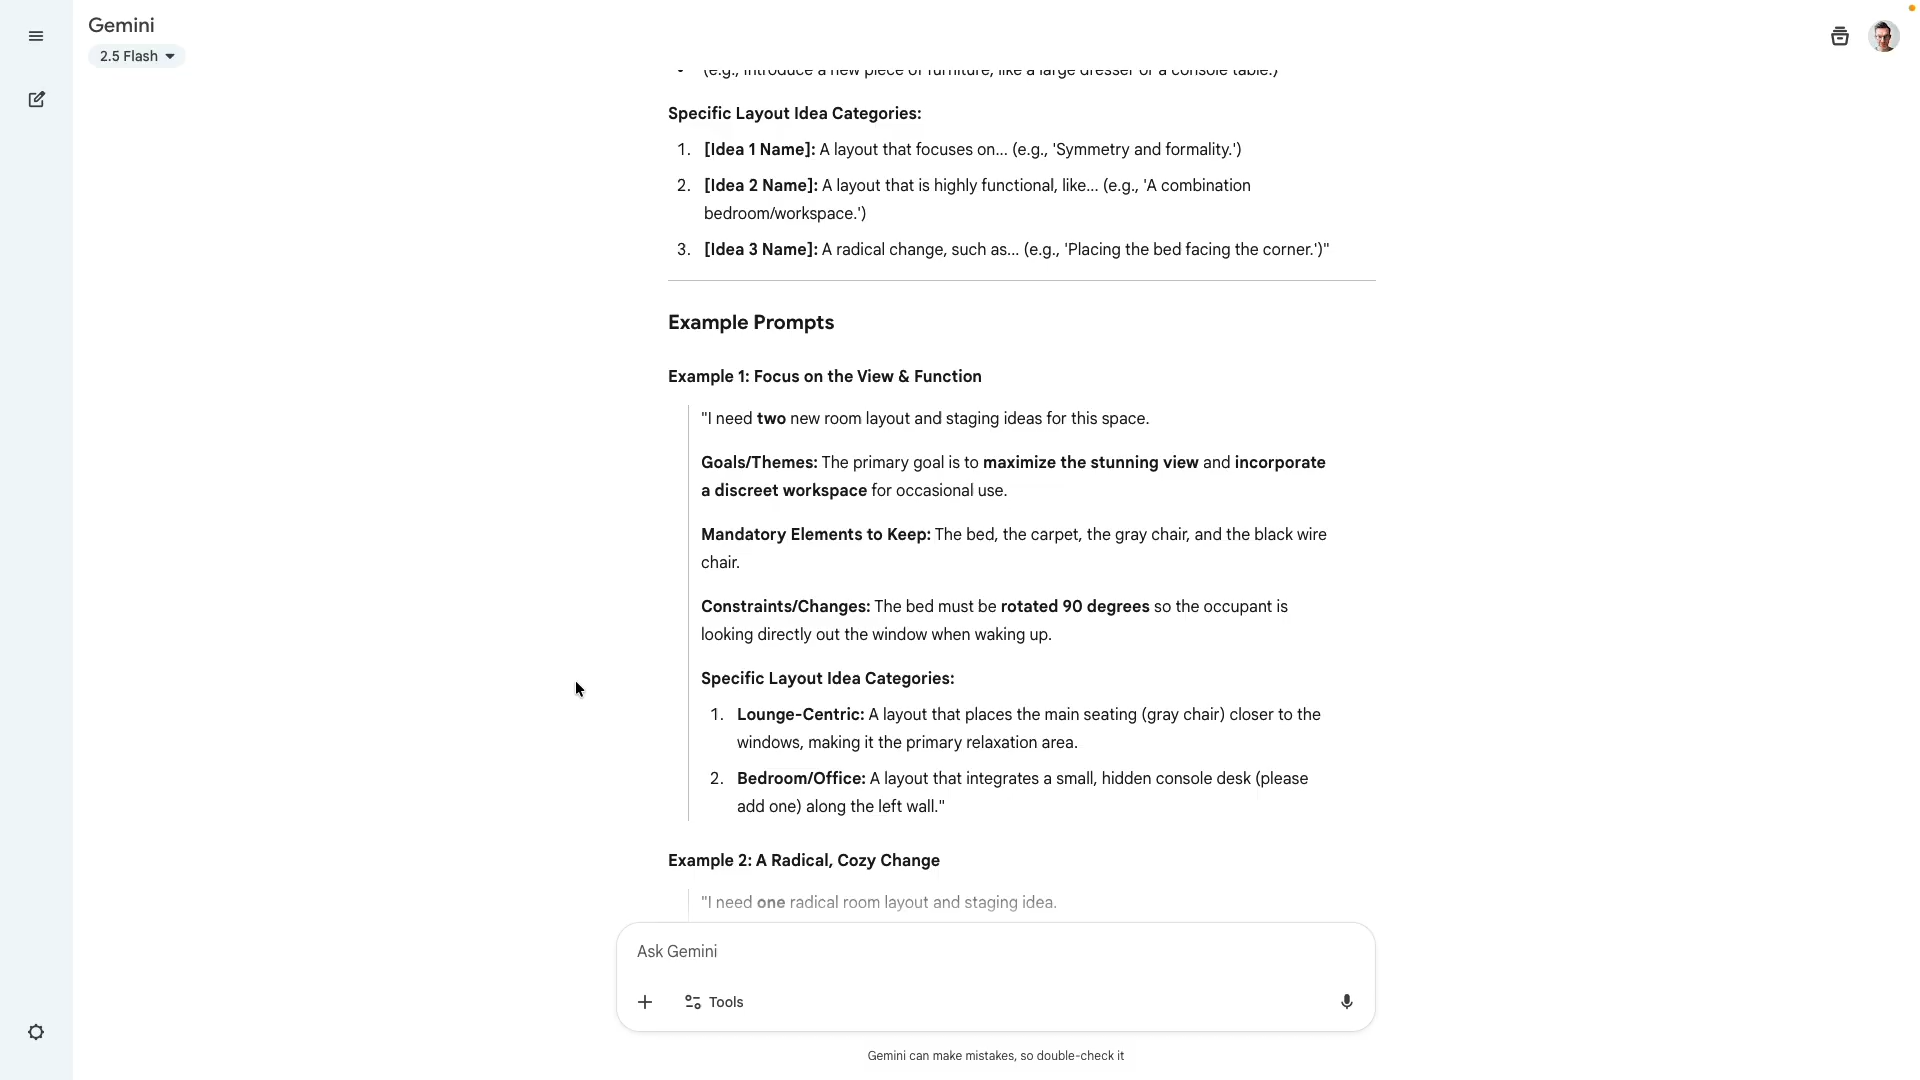 Gemini
2.5 Flash
(e.g., introduce a new piece of furniture, like a large dresser or a console table.)
Specific Layout Idea Categories:
1. [Idea 1 Name]: A layout that focuses on... (e.g., 'Symmetry and formality.')
2. [Idea 2 Name]: A layout that is highly functional, like... (e.g., 'A combination
bedroom/workspace.')
3. [Idea 3 Name]: A radical change, such as... (e.g., 'Placing the bed facing the corner.')"
Example Prompts
Example 1: Focus on the View & Function
"I need two new room layout and staging ideas for this space.
Goals/Themes: The primary goal is to maximize the stunning view and incorporate
a discreet workspace for occasional use.
Mandatory Elements to Keep: The bed, the carpet, the gray chair, and the black wire
chair.
Constraints/Changes: The bed must be rotated 90 degrees so the occupant is
looking directly out the window when waking up.
Specific Layout Idea Categories:
1. Lounge-Centric: A layout that places the main seating (gray chair) closer to the
windows, making it the primary relaxation area.
2. Bedroom/Office: A layout that integrates a small, hidden console desk (please
add one) along the left wall."
Example 2: A Radical, Cozy Change
"I need one radical room layout and staging idea.
Ask Gemini
Tools
Gemini can make mistakes, so double-check it